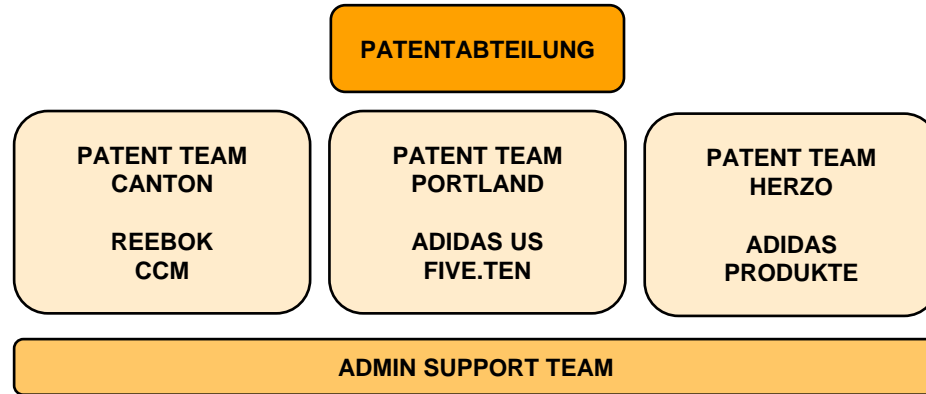 PATENTABTEILUNG
PATENT TEAM
CANTON
REEBOK
CCM
PATENT TEAM
PORTLAND
ADIDAS US
FIVE.TEN
PATENT TEAM
HERZO
ADIDAS
PRODUKTE
ADMIN SUPPORT TEAM